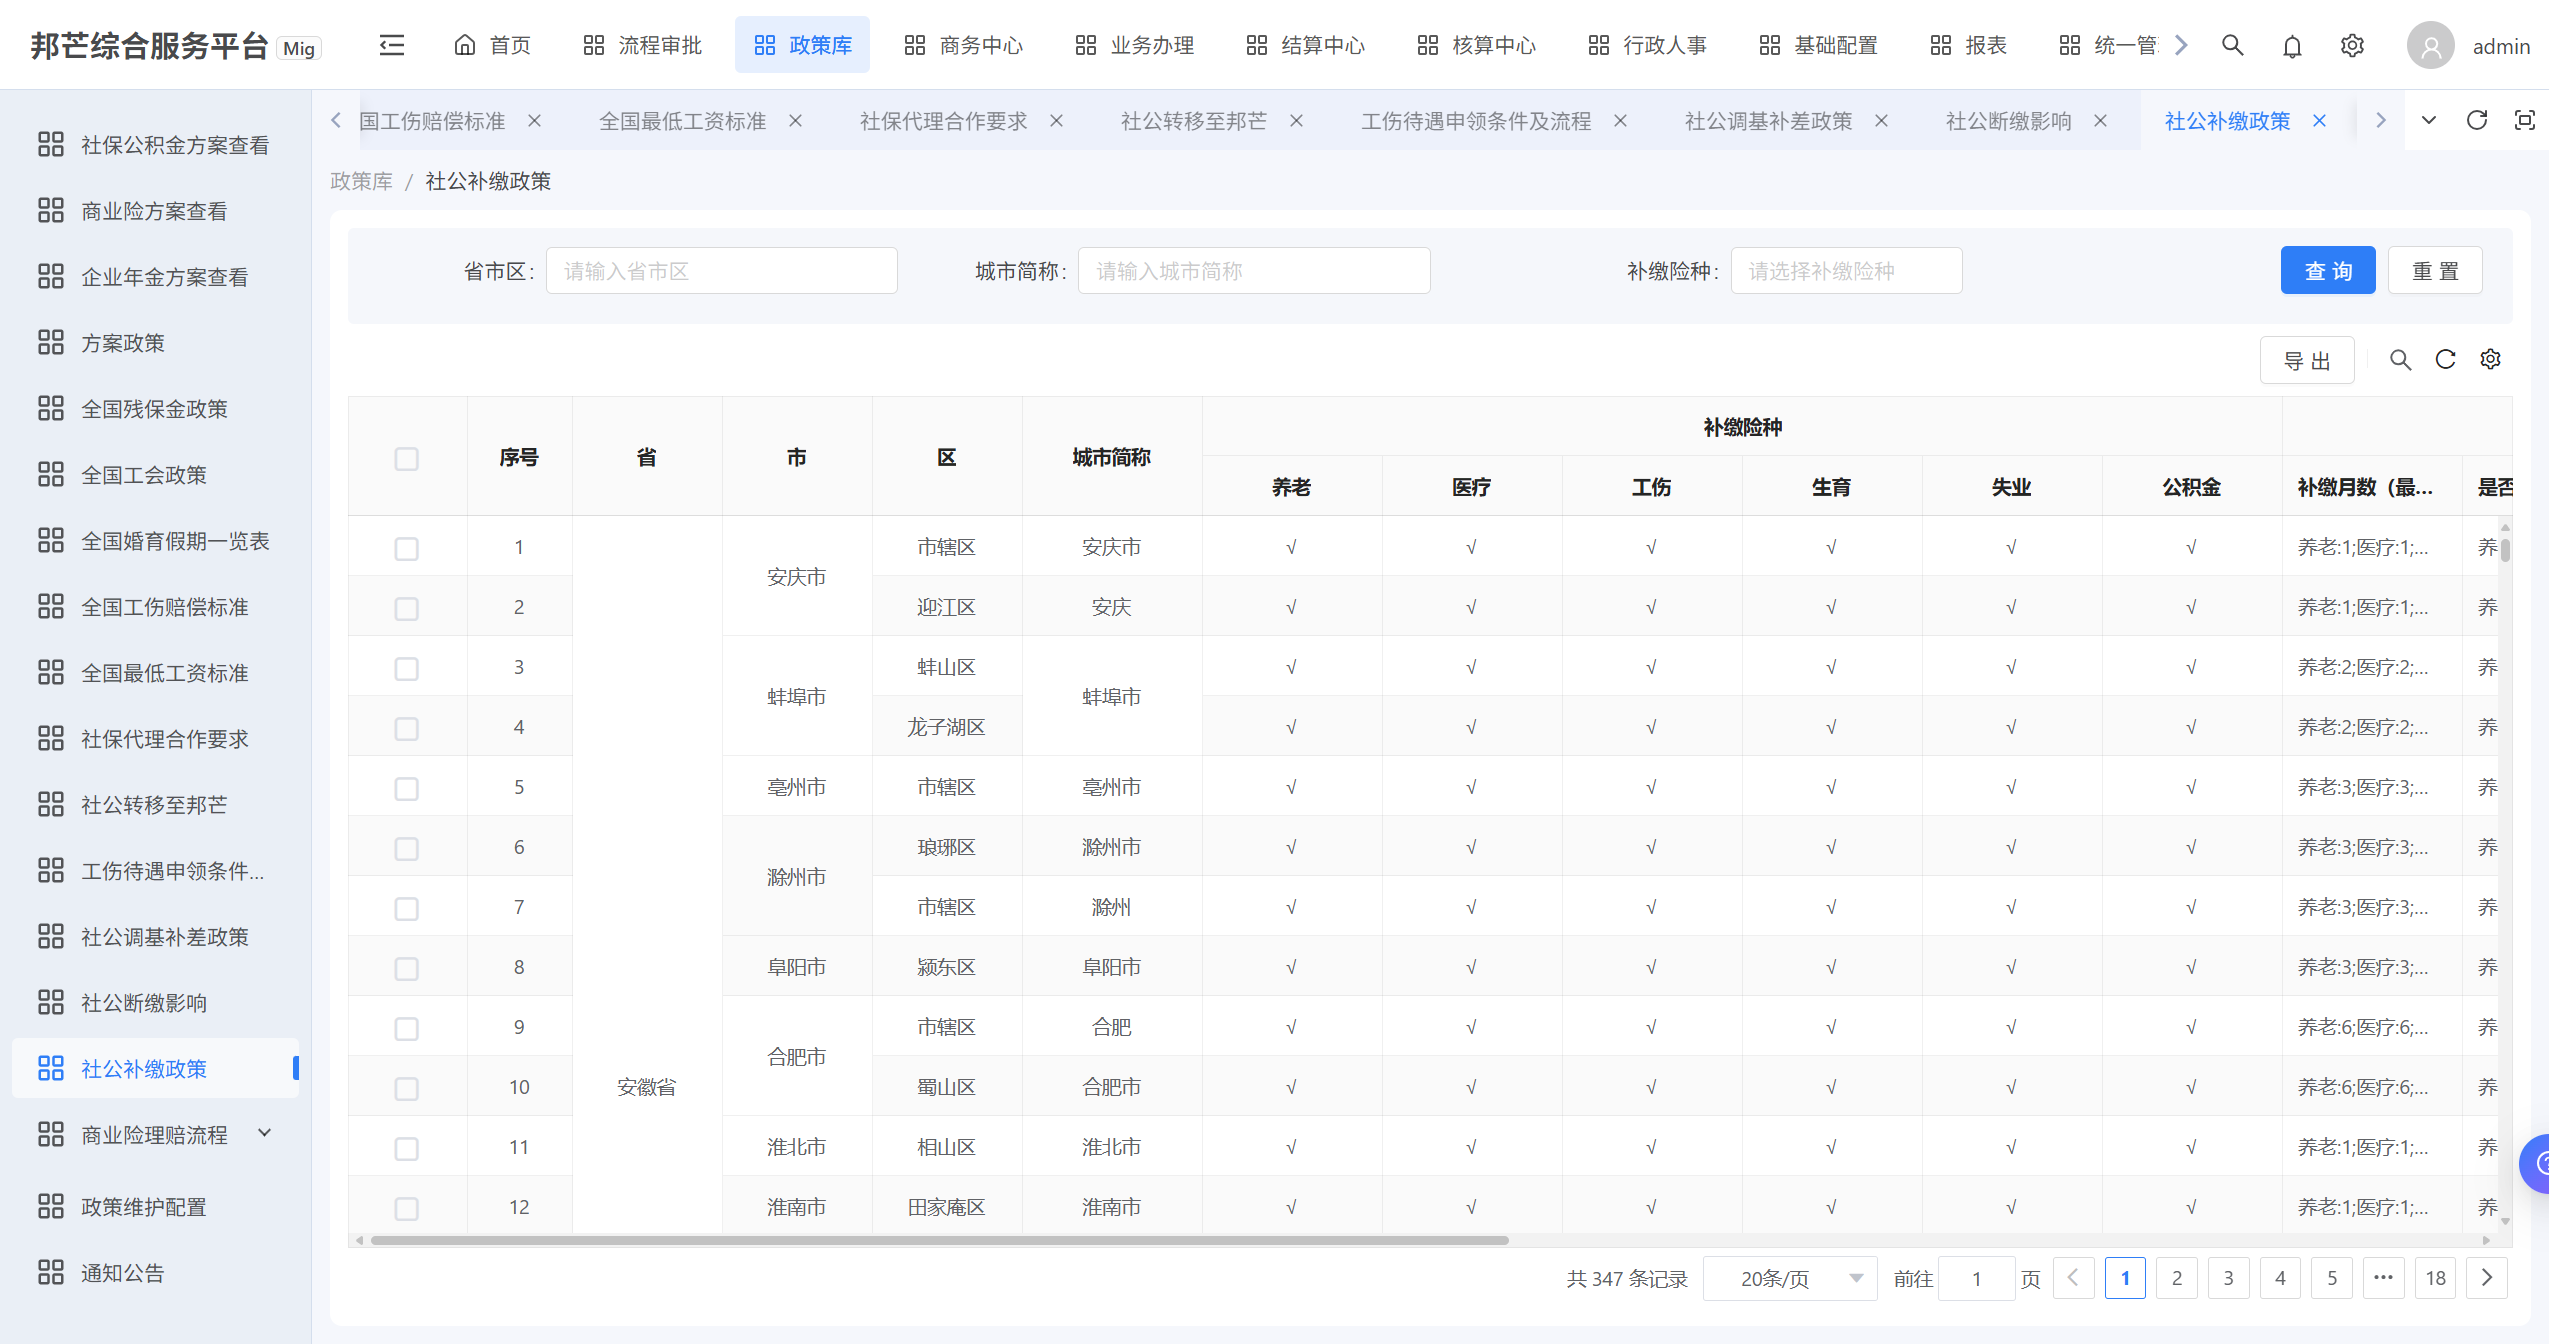 邦芒综合服务平台 Mig 首页 流程审批 政策库 商务中心 业务办理 结算中心 核算中心 行政人事 基础配置 报表 统一管 admin
国工伤赔偿标准 全国最低工资标准 社保代理合作要求 社公转移至邦芒 工伤待遇申领条件及流程 社公调基补差政策 社公断缴影响 社公补缴政策
社保公积金方案查看
商业险方案查看
企业年金方案查看
方案政策
全国残保金政策
全国工会政策
全国婚育假期一览表
全国工伤赔偿标准
全国最低工资标准
社保代理合作要求
社公转移至邦芒
工伤待遇申领条件...
社公调基补差政策
社公断缴影响
社公补缴政策
商业险理赔流程
政策维护配置
通知公告
政策库 / 社公补缴政策
省市区: 请输入省市区 城市简称: 请输入城市简称 补缴险种: 请选择补缴险种 查 询 重 置
导 出
序号 省 市 区 城市简称 补缴险种
养老 医疗 工伤 生育 失业 公积金 补缴月数（最... 是否
安徽省
1 安庆市 市辖区 安庆市 √ √ √ √ √ √ 养老:1;医疗:1;... 养
2 迎江区 安庆 √ √ √ √ √ √ 养老:1;医疗:1;... 养
3 蚌埠市 蚌山区 蚌埠市 √ √ √ √ √ √ 养老:2;医疗:2;... 养
4 龙子湖区 √ √ √ √ √ √ 养老:2;医疗:2;... 养
5 亳州市 市辖区 亳州市 √ √ √ √ √ √ 养老:3;医疗:3;... 养
6 滁州市 琅琊区 滁州市 √ √ √ √ √ √ 养老:3;医疗:3;... 养
7 市辖区 滁州 √ √ √ √ √ √ 养老:3;医疗:3;... 养
8 阜阳市 颍东区 阜阳市 √ √ √ √ √ √ 养老:3;医疗:3;... 养
9 合肥市 市辖区 合肥 √ √ √ √ √ √ 养老:6;医疗:6;... 养
10 蜀山区 合肥市 √ √ √ √ √ √ 养老:6;医疗:6;... 养
11 淮北市 相山区 淮北市 √ √ √ √ √ √ 养老:1;医疗:1;... 养
12 淮南市 田家庵区 淮南市 √ √ √ √ √ √ 养老:1;医疗:1;... 养
共 347 条记录 20条/页 前往 1 页 1 2 3 4 5 ••• 18